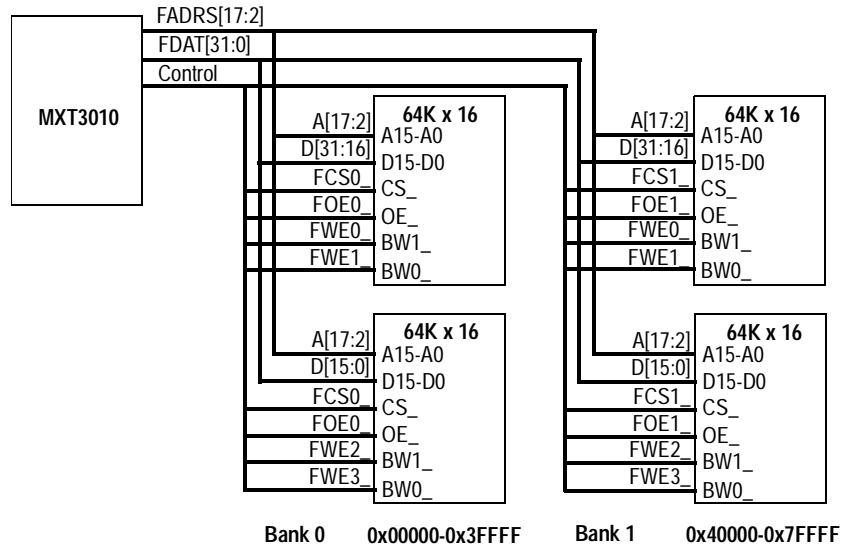 FADRS[17:2]
FDAT[31:0]
Control
MXT3010
64K x 16
A[17:2] A15-A0
D[31:16] D15-D0
FCS0_ CS_
FOE0_ OE_
FWE0_ BW1_
FWE1_ BW0_
64K x 16
A[17:2] A15-A0
D[31:16] D15-D0
FCS1_ CS_
FOE1_ OE_
FWE0_ BW1_
FWE1_ BW0_
64K x 16
A[17:2] A15-A0
D[15:0] D15-D0
FCS0_ CS_
FOE0_ OE_
FWE2_ BW1_
FWE3_ BW0_
64K x 16
A[17:2] A15-A0
D[15:0] D15-D0
FCS1_ CS_
FOE1_ OE_
FWE2_ BW1_
FWE3_ BW0_
Bank 0 0x00000-0x3FFFF
Bank 1 0x40000-0x7FFFF